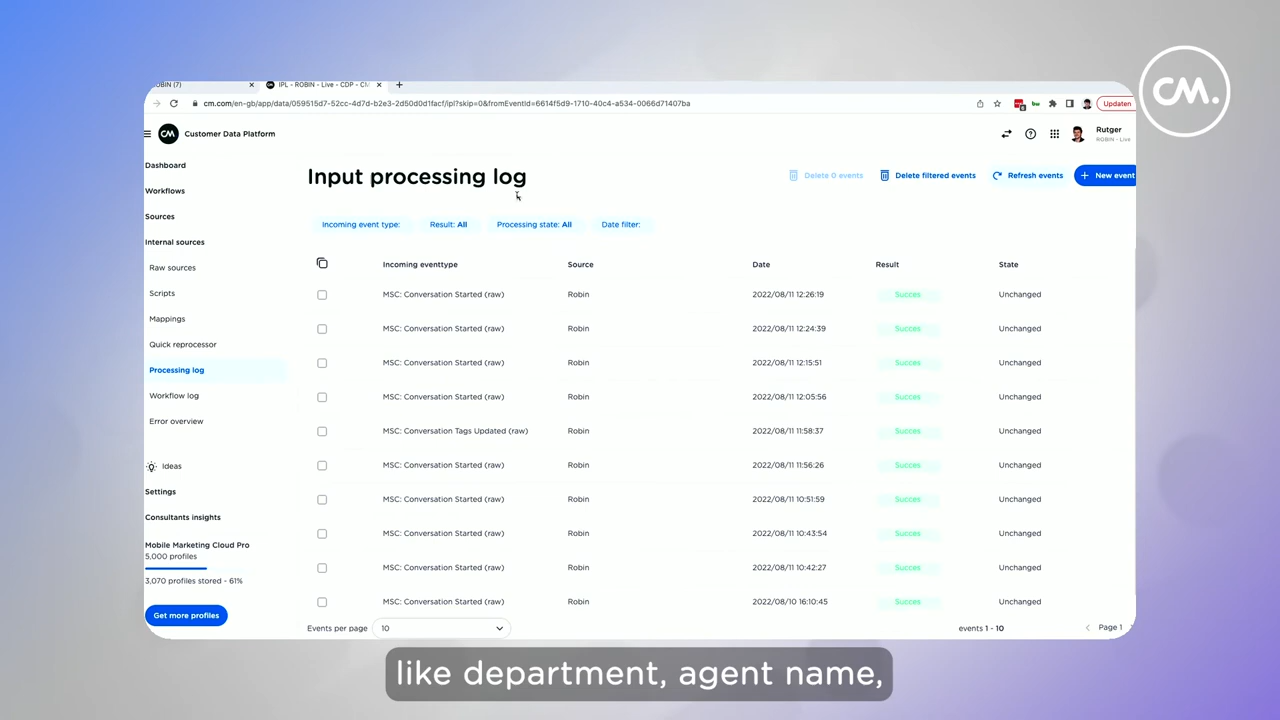 CM.
OBIN (7)
IPL - ROBIN - Live - CDP - CM
cm.com/en-gb/app/data/059515d7-52cc-4d7d-b2e3-2d50d0d1facf/ipl?skip=0&fromEventId=6614f5d9-1710-40c4-a534-0066d71407ba
Updaten
CM Customer Data Platform
Rutger
ROBIN - Live
Dashboard
Workflows
Sources
Internal sources
Raw sources
Scripts
Mappings
Quick reprocessor
Processing log
Workflow log
Error overview
Ideas
Settings
Consultants insights
Mobile Marketing Cloud Pro
5,000 profiles
3,070 profiles stored - 61%
Get more profiles
Input processing log
Delete 0 events Delete filtered events Refresh events New event
Incoming event type: Result: All Processing state: All Date filter:
Incoming eventtype Source Date Result State
MSC: Conversation Started (raw) Robin 2022/08/11 12:26:19 Succes Unchanged
MSC: Conversation Started (raw) Robin 2022/08/11 12:24:39 Succes Unchanged
MSC: Conversation Started (raw) Robin 2022/08/11 12:15:51 Succes Unchanged
MSC: Conversation Started (raw) Robin 2022/08/11 12:05:56 Succes Unchanged
MSC: Conversation Tags Updated (raw) Robin 2022/08/11 11:58:37 Succes Unchanged
MSC: Conversation Started (raw) Robin 2022/08/11 11:56:26 Succes Unchanged
MSC: Conversation Started (raw) Robin 2022/08/11 10:51:59 Succes Unchanged
MSC: Conversation Started (raw) Robin 2022/08/11 10:43:54 Succes Unchanged
MSC: Conversation Started (raw) Robin 2022/08/11 10:42:27 Succes Unchanged
MSC: Conversation Started (raw) Robin 2022/08/10 16:10:45 Succes Unchanged
Events per page 10 events 1 - 10 Page 1
like department, agent name,